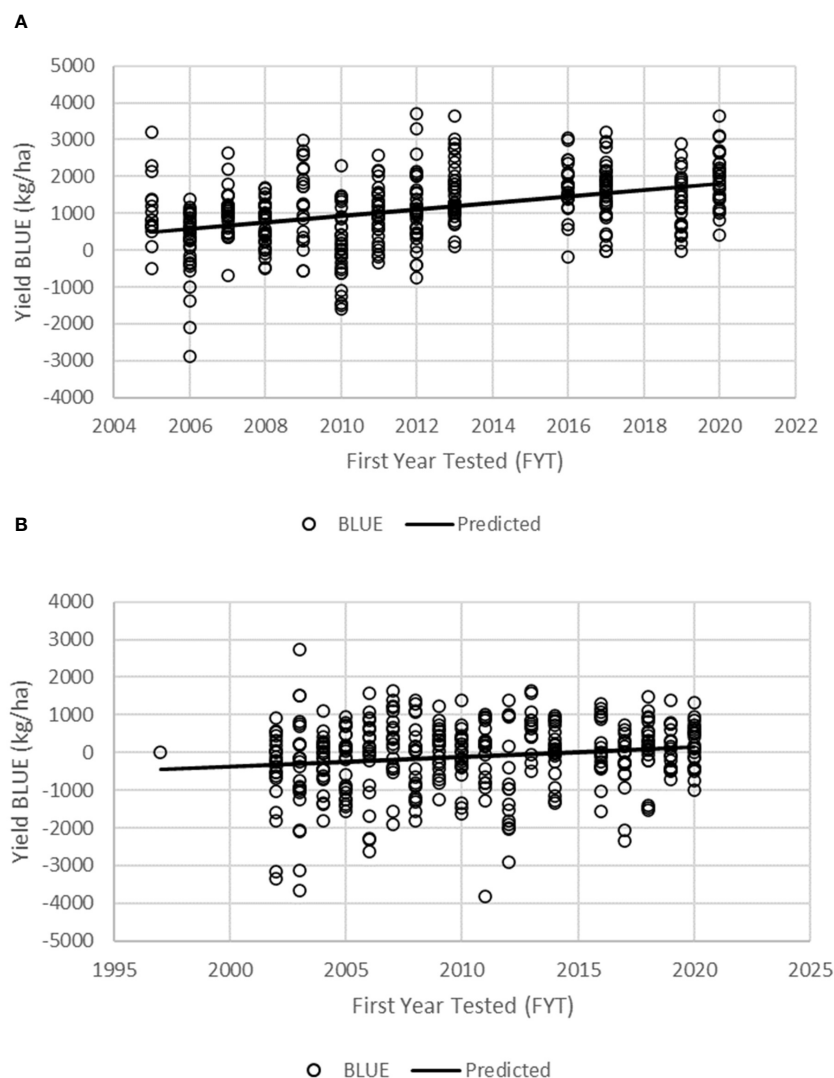 A
5000
4000
3000
2000
1000
0
-1000
-2000
-3000
-4000
Yield BLUE (kg/ha)
2004 2006 2008 2010 2012 2014 2016 2018 2020 2022
First Year Tested (FYT)
BLUE Predicted
B
4000
3000
2000
1000
0
-1000
-2000
-3000
-4000
-5000
Yield BLUE (kg/ha)
1995 2000 2005 2010 2015 2020 2025
First Year Tested (FYT)
BLUE Predicted